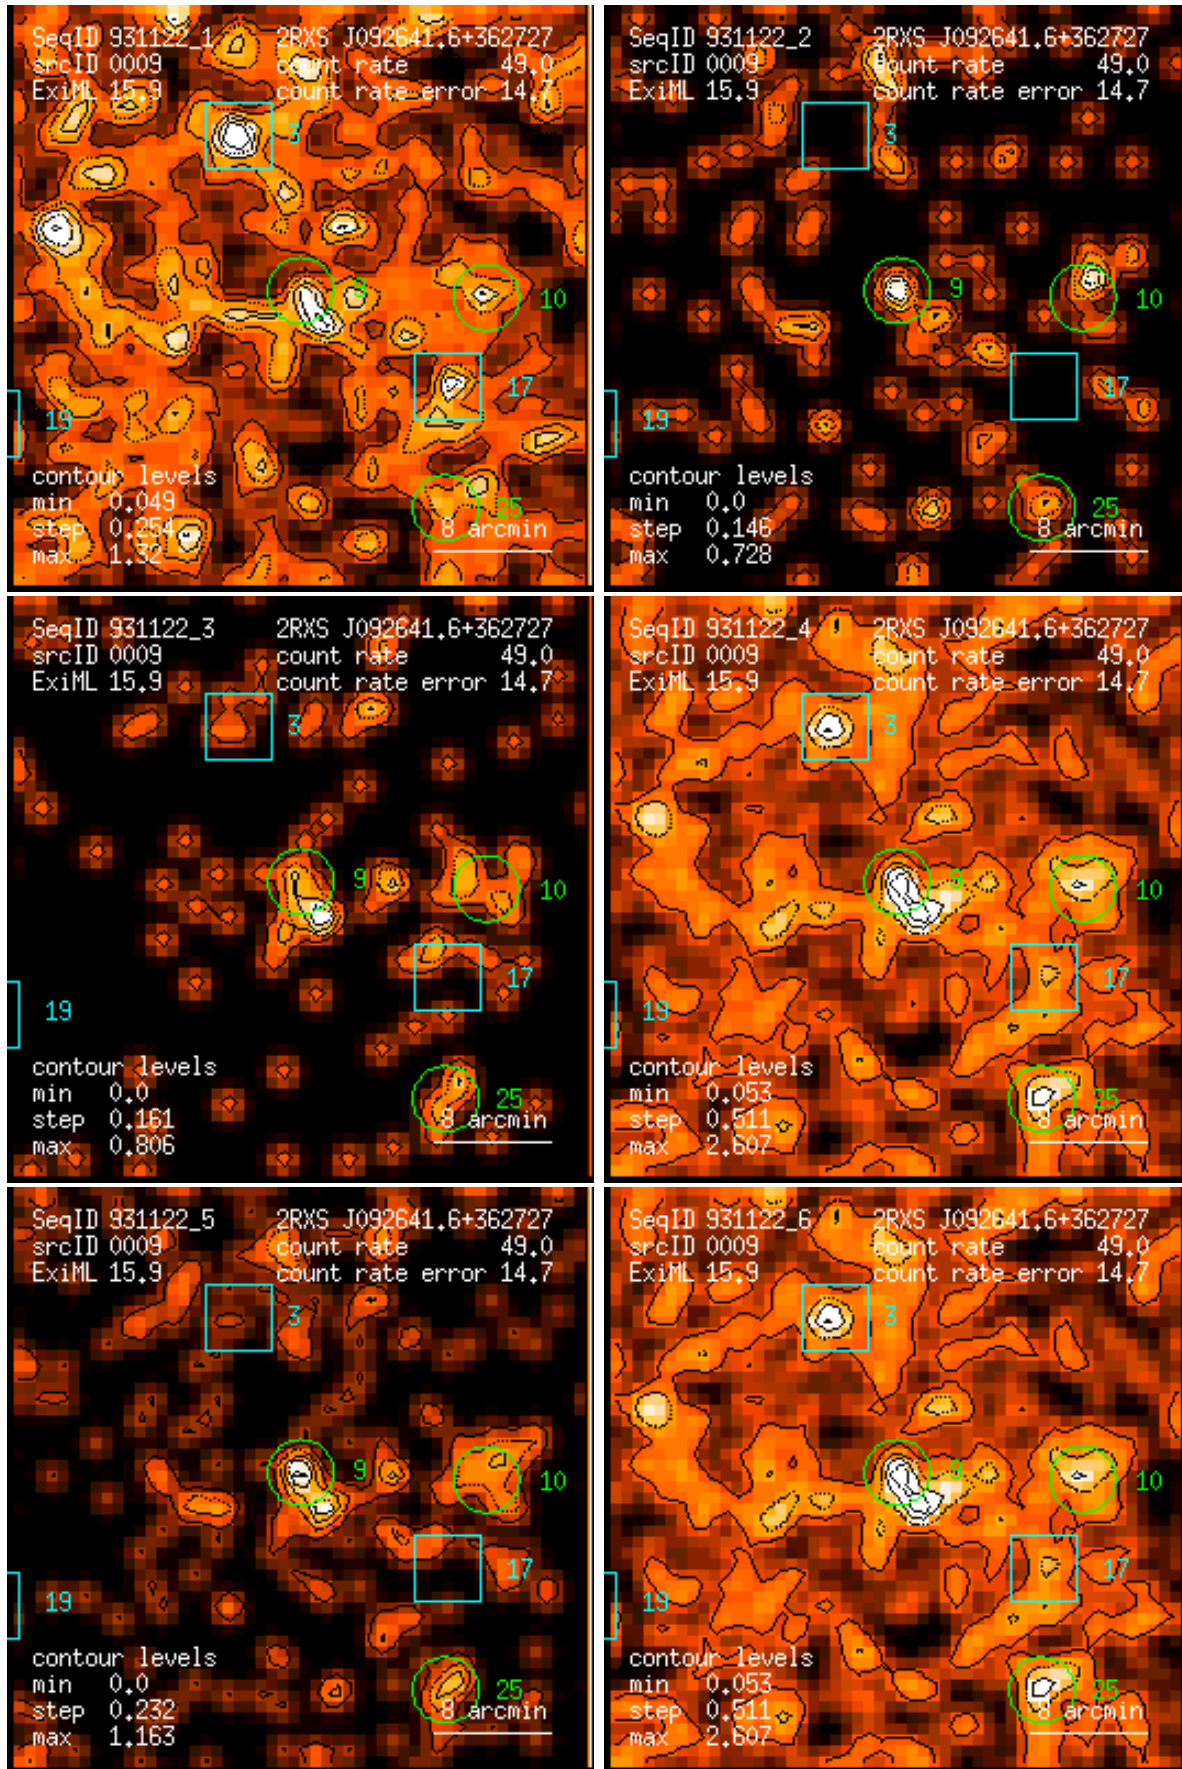 SeqID 931122_1 2RXS J092641.6+362727
srcID 0009 count rate 49.0
ExiML 15.9 count rate error 14.7
3
9
10
17
19
contour levels
min 0.049
step 0.254
25
8 arcmin
max 1.32
SeqID 931122_2 2RXS J092641.6+362727
srcID 0009 count rate 49.0
ExiML 15.9 count rate error 14.7
3
9
10
17
19
contour levels
min 0.0
step 0.146
25
8 arcmin
max 0.728
SeqID 931122_3 2RXS J092641.6+362727
srcID 0009 count rate 49.0
ExiML 15.9 count rate error 14.7
3
9
10
17
19
contour levels
min 0.0
step 0.161
25
8 arcmin
max 0.806
SeqID 931122_4 2RXS J092641.6+362727
srcID 0009 count rate 49.0
ExiML 15.9 count rate error 14.7
3
9
10
17
19
contour levels
min 0.053
step 0.511
25
8 arcmin
max 2.607
SeqID 931122_5 2RXS J092641.6+362727
srcID 0009 count rate 49.0
ExiML 15.9 count rate error 14.7
3
9
10
17
19
contour levels
min 0.0
step 0.232
25
8 arcmin
max 1.163
SeqID 931122_6 2RXS J092641.6+362727
srcID 0009 count rate 49.0
ExiML 15.9 count rate error 14.7
3
9
10
17
19
contour levels
min 0.053
step 0.511
25
8 arcmin
max 2.607